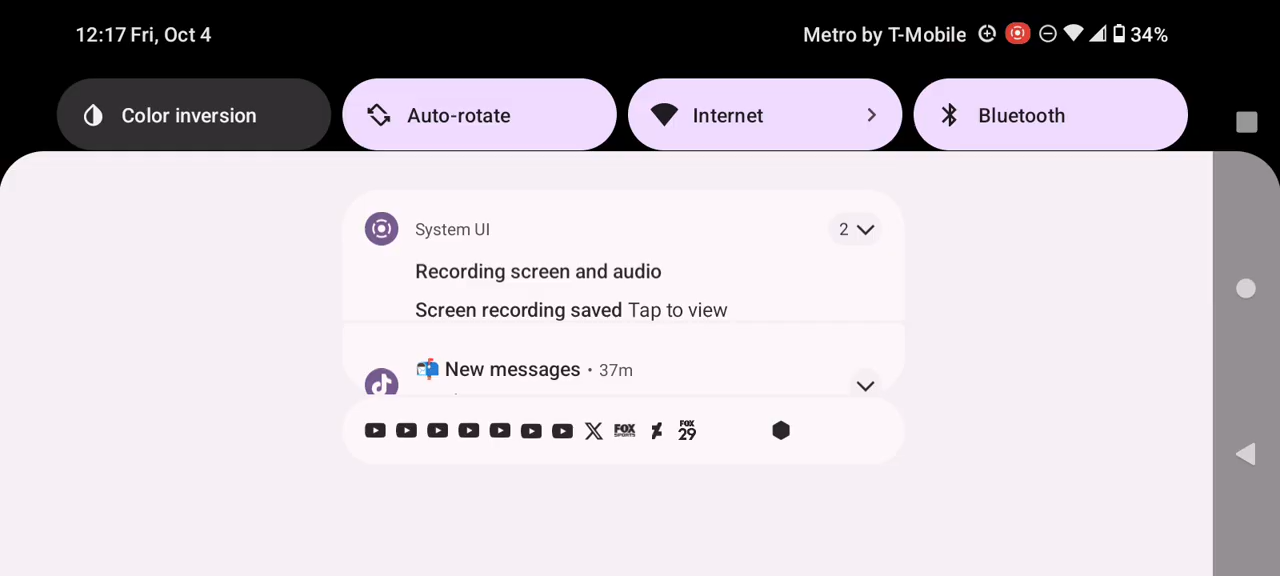 12:17 Fri, Oct 4
Metro by T-Mobile 34%
Color inversion
Auto-rotate
Internet
Bluetooth
System UI
2
Recording screen and audio
Screen recording saved Tap to view
📬 New messages • 37m
FOX SPORTS
FOX 29